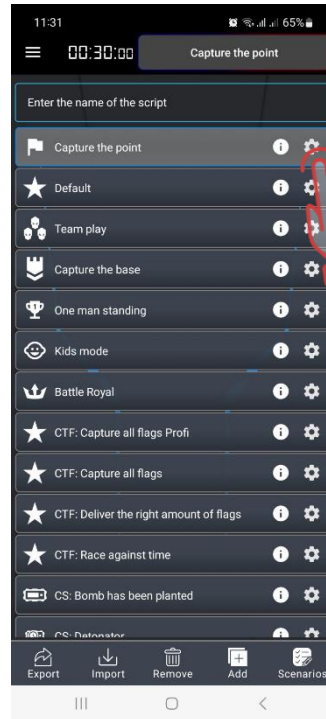 11:31
65%
00:30:00
Capture the point
Enter the name of the script
Capture the point
Default
Team play
Capture the base
One man standing
Kids mode
Battle Royal
CTF: Capture all flags Profi
CTF: Capture all flags
CTF: Deliver the right amount of flags
CTF: Race against time
CS: Bomb has been planted
CS: Detonator
Export Import Remove Add Scenarios